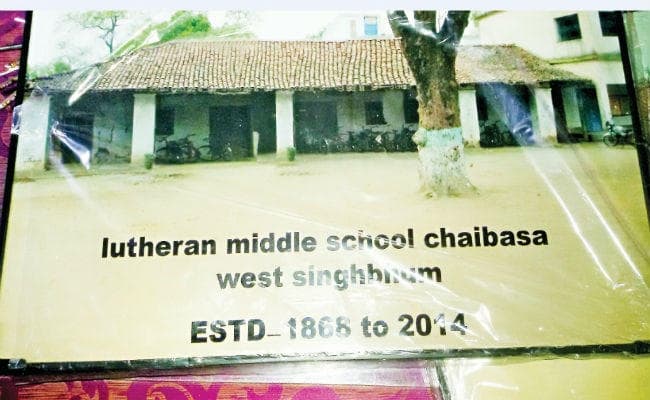 lutheran middle school chaibasa
west singhbhum
ESTD-1868 to 2014